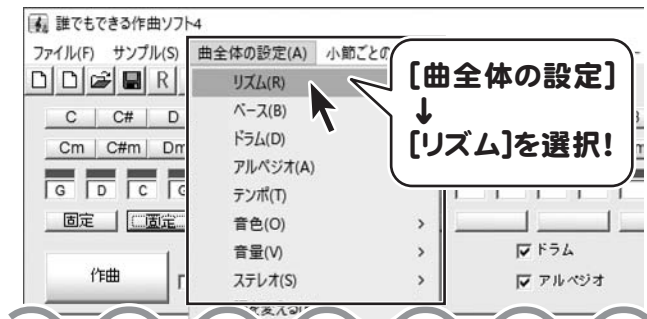 誰でもできる作曲ソフト4
ファイル(F) サンプル(S) 曲全体の設定(A) 小節ごとの
R
リズム(R)
ベース(B)
ドラム(D)
アルペジオ(A)
テンポ(T)
音色(O) >
音量(V) >
ステレオ(S) >
[曲全体の設定]
↓
[リズム]を選択!
C C# D
Cm C#m Dm
G D C G
固定 固定
作曲
ドラム
アルペジオ